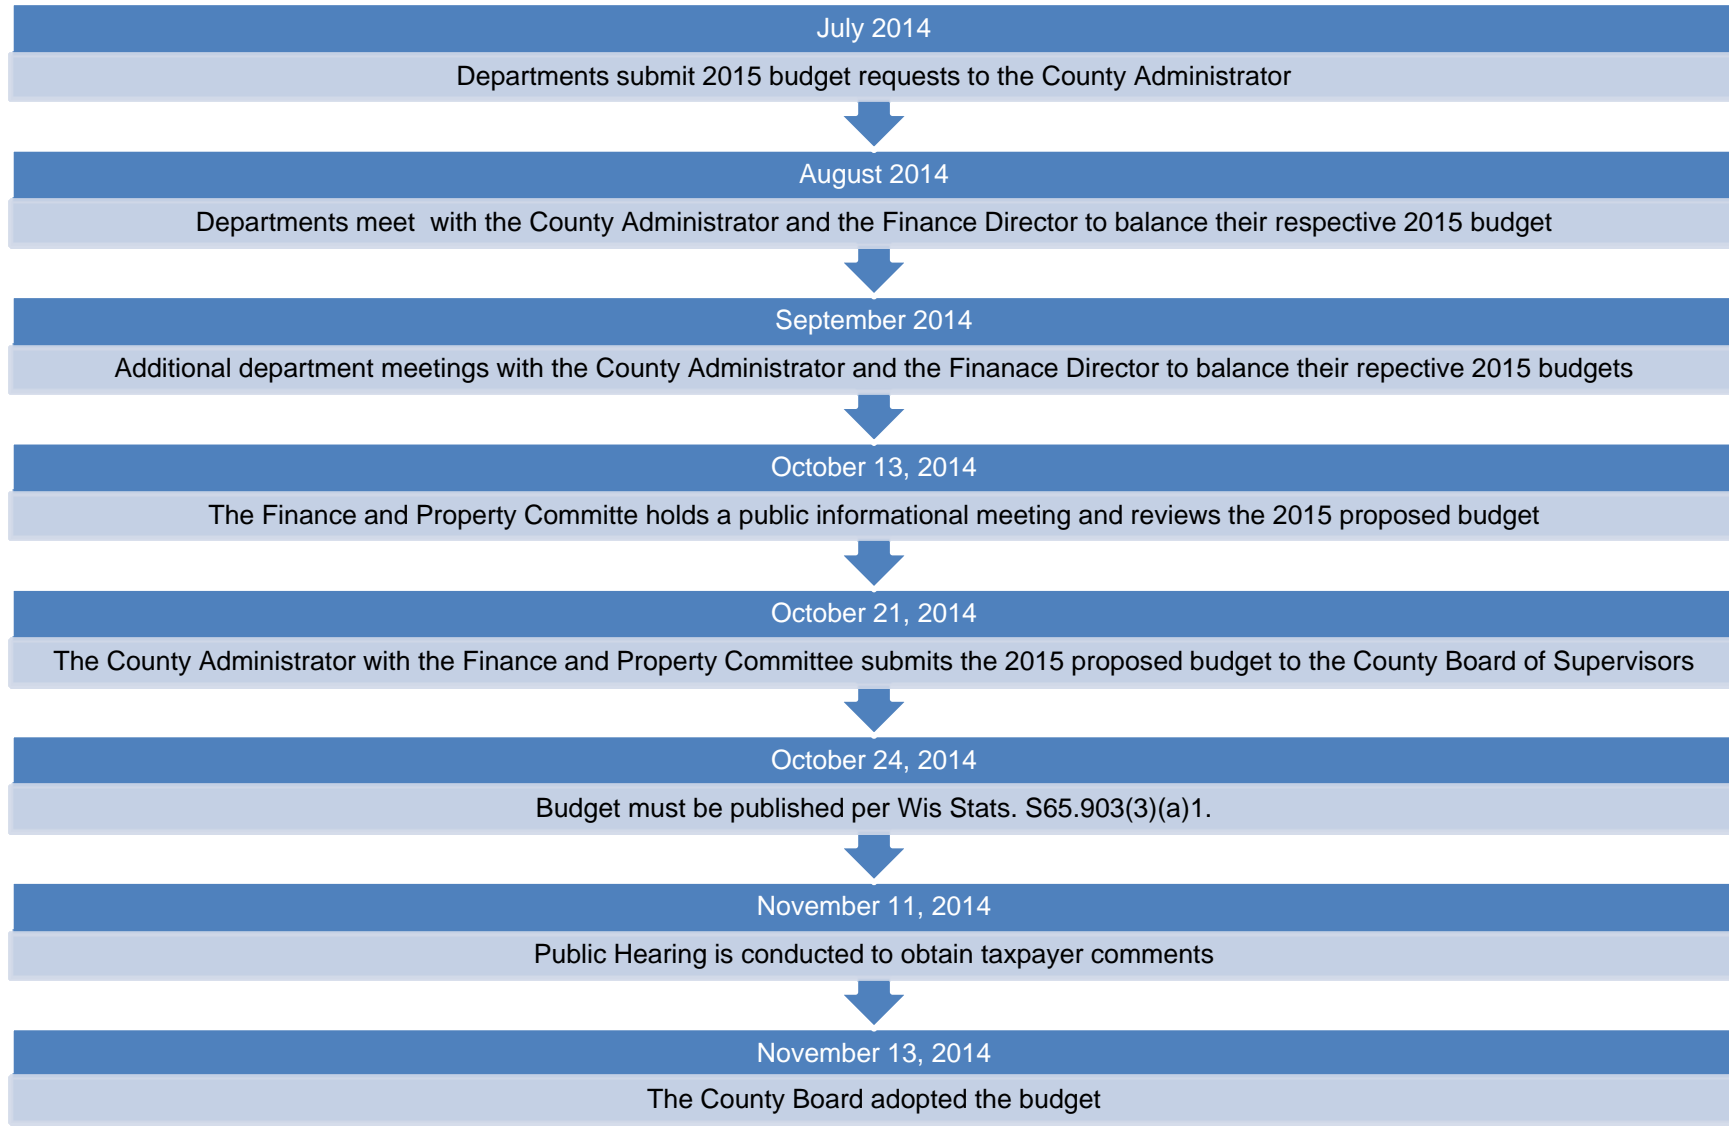 July 2014
Departments submit 2015 budget requests to the County Administrator
August 2014
Departments meet  with the County Administrator and the Finance Director to balance their respective 2015 budget
September 2014
Additional department meetings with the County Administrator and the Finanace Director to balance their repective 2015 budgets
October 13, 2014
The Finance and Property Committe holds a public informational meeting and reviews the 2015 proposed budget
October 21, 2014
The County Administrator with the Finance and Property Committee submits the 2015 proposed budget to the County Board of Supervisors
October 24, 2014
Budget must be published per Wis Stats. S65.903(3)(a)1.
November 11, 2014
Public Hearing is conducted to obtain taxpayer comments
November 13, 2014
The County Board adopted the budget